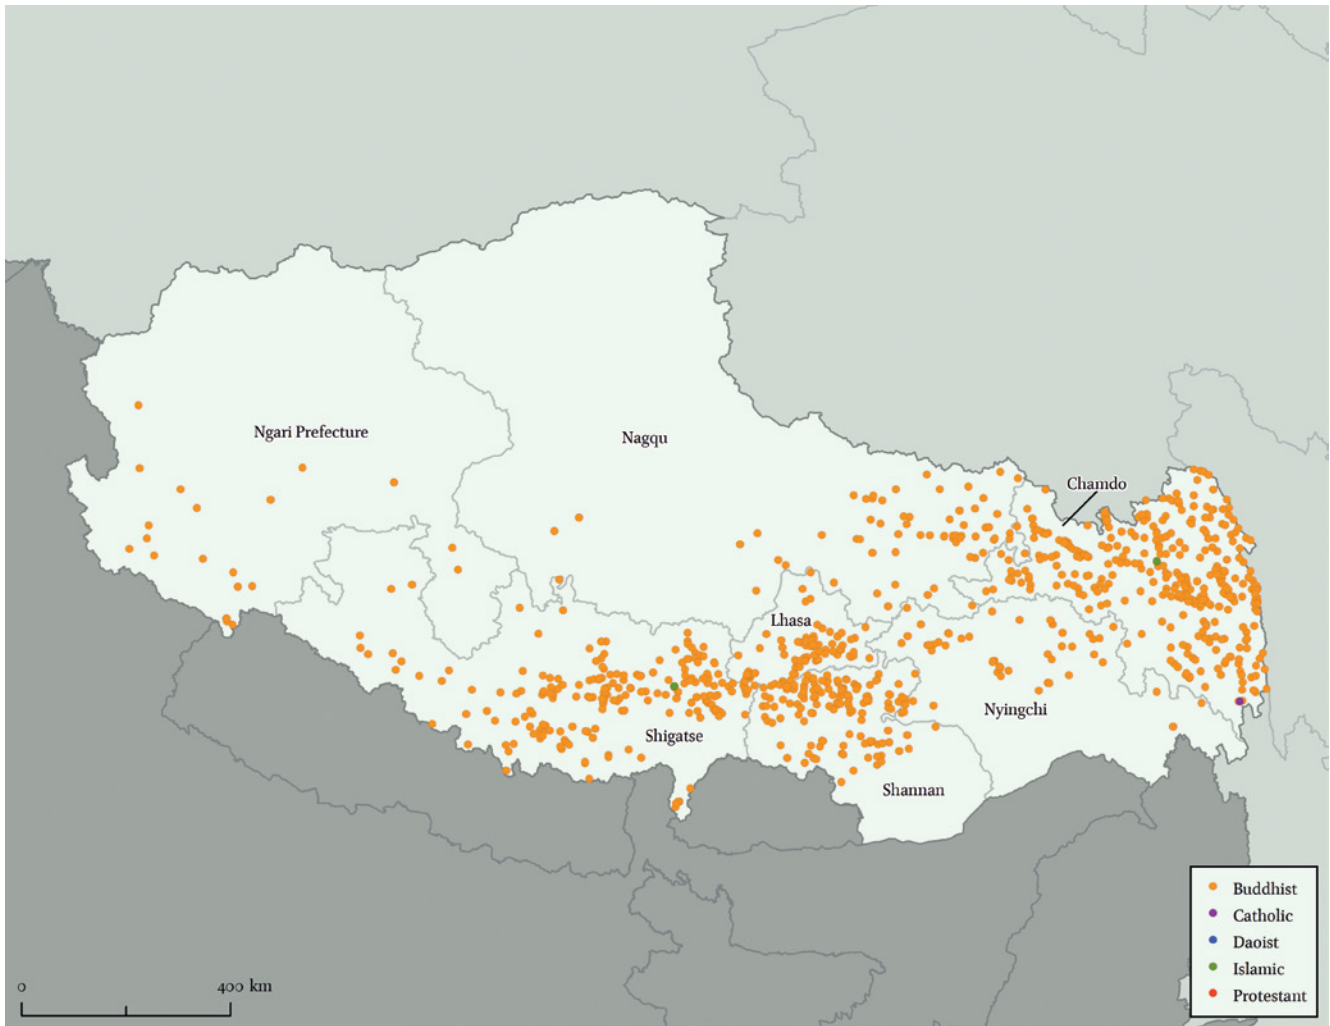 Ngari Prefecture
Nagqu
Chamdo
Lhasa
Nyingchi
Shigatse
Shannan
Buddhist
Catholic
Daoist
Islamic
Protestant
0 400 km